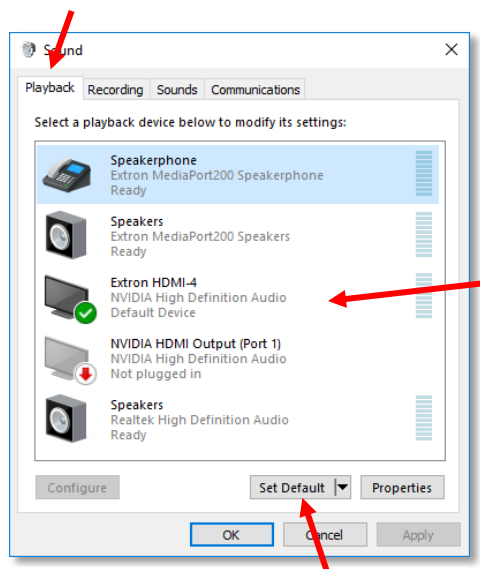 Sound
Playback Recording Sounds Communications
Select a playback device below to modify its settings:
Speakerphone
Extron MediaPort200 Speakerphone
Ready
Speakers
Extron MediaPort200 Speakers
Ready
Extron HDMI-4
NVIDIA High Definition Audio
Default Device
NVIDIA HDMI Output (Port 1)
NVIDIA High Definition Audio
Not plugged in
Speakers
Realtek High Definition Audio
Ready
Configure Set Default Properties
OK Cancel Apply